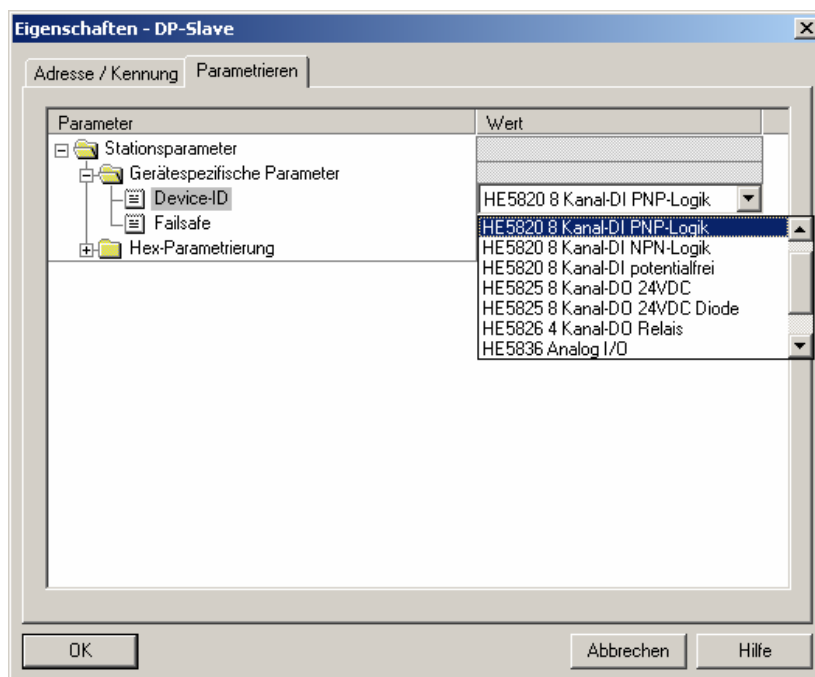 Eigenschaften - DP-Slave
Adresse / Kennung Parametrieren
Parameter Wert
Stationsparameter
Gerätespezifische Parameter
Device-ID HE5820 8 Kanal-DI PNP-Logik
Failsafe HE5820 8 Kanal-DI PNP-Logik
Hex-Parametrierung HE5820 8 Kanal-DI NPN-Logik
HE5820 8 Kanal-DI potentialfrei
HE5825 8 Kanal-DO 24VDC
HE5825 8 Kanal-DO 24VDC Diode
HE5826 4 Kanal-DO Relais
HE5836 Analog I/O
OK Abbrechen Hilfe